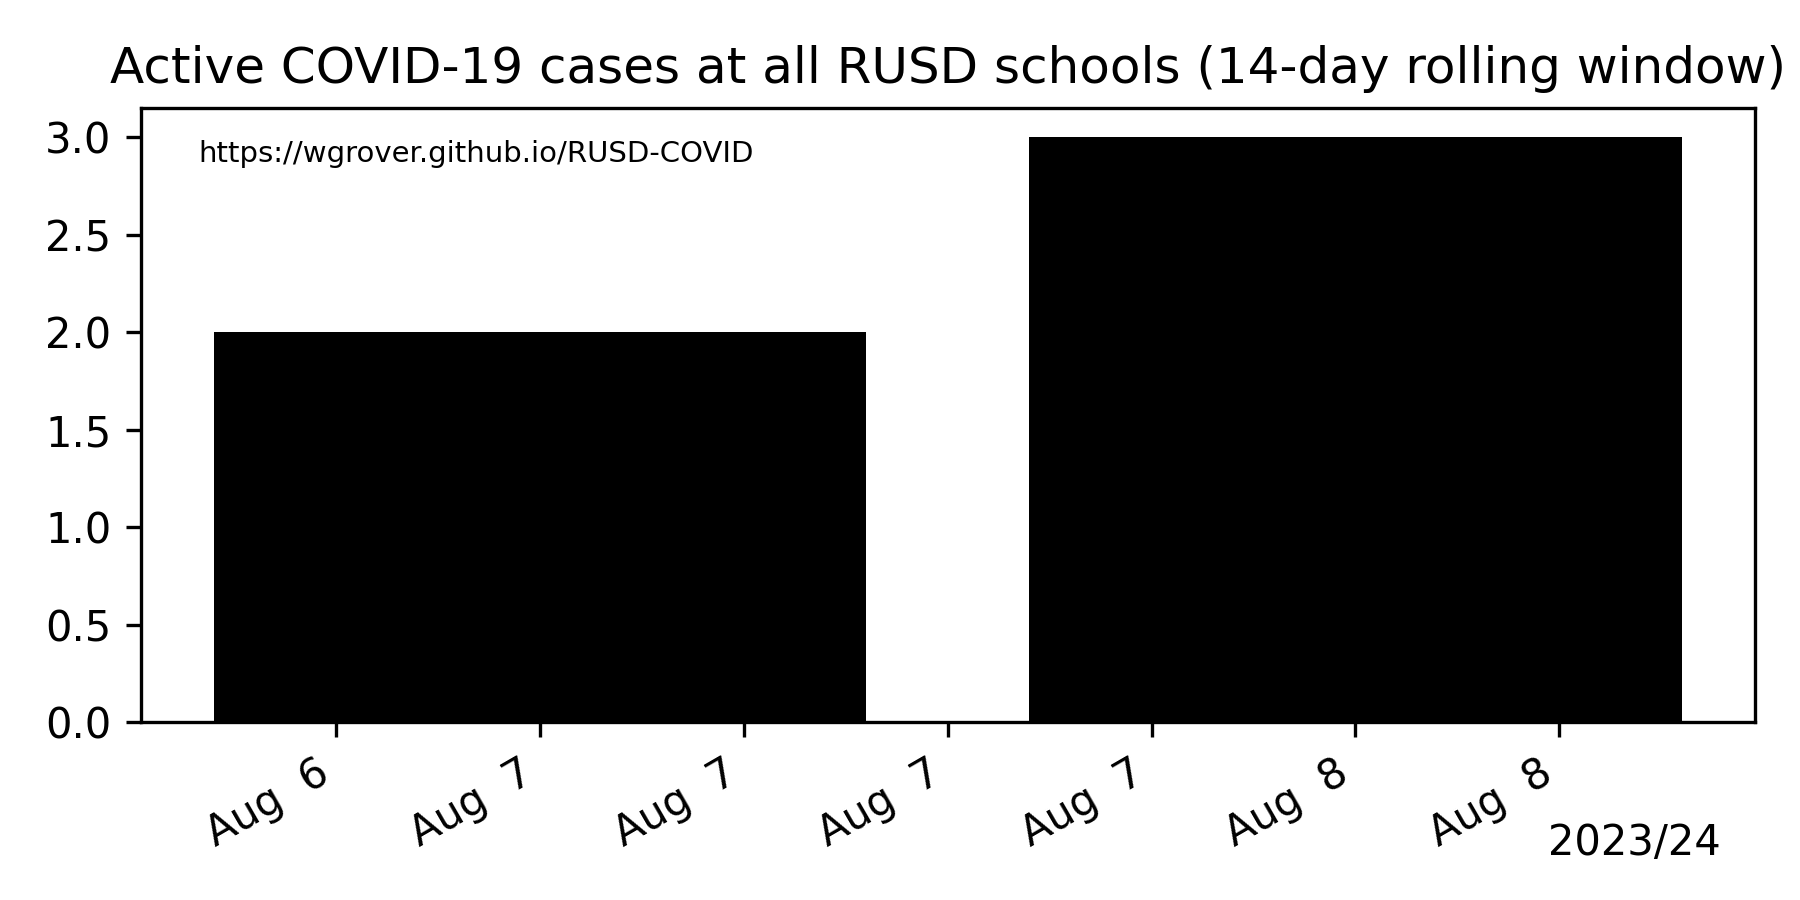 Active COVID-19 cases at all RUSD schools (14-day rolling window)
https://wgrover.github.io/RUSD-COVID
3.0
2.5
2.0
1.5
1.0
0.5
0.0
Aug 6
Aug 7
Aug 7
Aug 7
Aug 7
Aug 8
Aug 8
2023/24